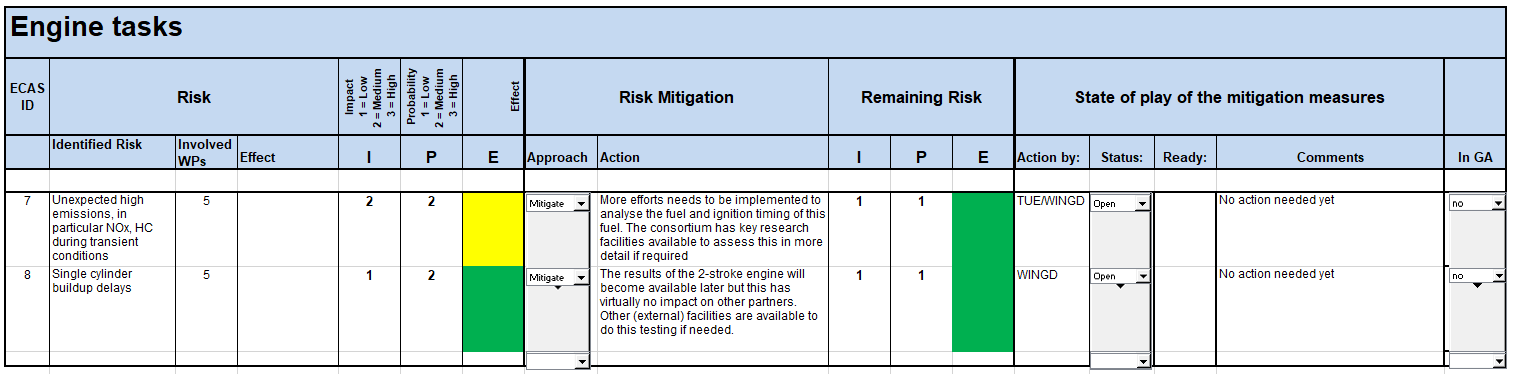 Engine tasks
ECAS
ID
Risk
Impact
1 = Low
2 = Medium
3 = High
Probability
1 = Low
2 = Medium
3 = High
Effect
Risk Mitigation
Remaining Risk
State of play of the mitigation measures
Identified Risk
Involved
WPs
Effect
I
P
E
Approach
Action
I
P
E
Action by:
Status:
Ready:
Comments
In GA
7
Unexpected high
emissions, in
particular NOx, HC
during transient
conditions
5
2
2
Mitigate
More efforts needs to be implemented to
analyse the fuel and ignition timing of this
fuel. The consortium has key research
facilities available to assess this in more
detail if required
1
1
TUE/WINGD
Open
No action needed yet
no
8
Single cylinder
buildup delays
5
1
2
Mitigate
The results of the 2-stroke engine will
become available later but this has
virtually no impact on other partners.
Other (external) facilities are available to
do this testing if needed.
1
1
WINGD
Open
No action needed yet
no